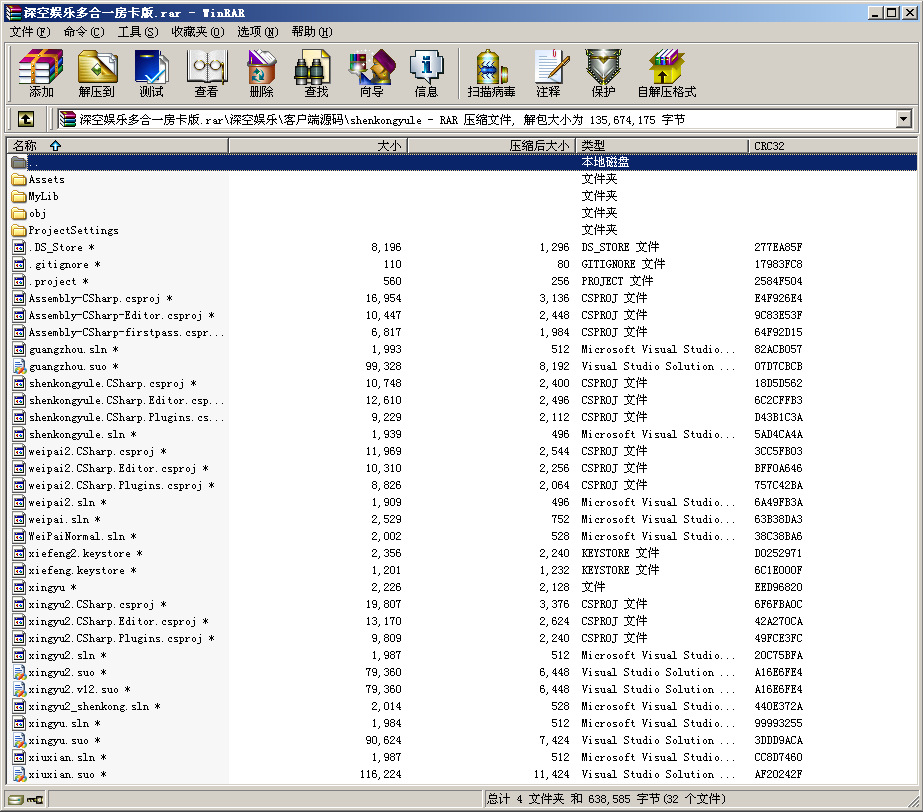 深空娱乐多合一房卡版.rar - WinRAR
文件(F) 命令(C) 工具(S) 收藏夹(O) 选项(N) 帮助(H)
添加 解压到 测试 查看 删除 查找 向导 信息 扫描病毒 注释 保护 自解压格式
深空娱乐多合一房卡版.rar\深空娱乐\客户端源码\shenkongyule - RAR 压缩文件, 解包大小为 135,674,175 字节
名称 大小 压缩后大小 类型 CRC32
.. 本地磁盘
Assets 文件夹
MyLib 文件夹
obj 文件夹
ProjectSettings 文件夹
.DS_Store * 8,196 1,296 DS_STORE 文件 277EA85F
.gitignore * 110 80 GITIGNORE 文件 17983FC8
.project * 560 256 PROJECT 文件 2584F504
Assembly-CSharp.csproj * 16,954 3,136 CSPROJ 文件 E4F926E4
Assembly-CSharp-Editor.csproj * 10,447 2,448 CSPROJ 文件 9C83E53F
Assembly-CSharp-firstpass.cspr... 6,817 1,984 CSPROJ 文件 64F92D15
guangzhou.sln * 1,993 512 Microsoft Visual Studio... 82ACB057
guangzhou.suo * 99,328 8,192 Visual Studio Solution ... 07D7CBCB
shenkongyule.CSharp.csproj * 10,748 2,400 CSPROJ 文件 18D5D562
shenkongyule.CSharp.Editor.csp... 12,610 2,496 CSPROJ 文件 6C2CFFB3
shenkongyule.CSharp.Plugins.cs... 9,229 2,112 CSPROJ 文件 D43B1C3A
shenkongyule.sln * 1,939 496 Microsoft Visual Studio... 5AD4CA4A
weipai2.CSharp.csproj * 11,969 2,544 CSPROJ 文件 3CC5FB03
weipai2.CSharp.Editor.csproj * 10,310 2,256 CSPROJ 文件 BFF0A646
weipai2.CSharp.Plugins.csproj * 8,826 2,064 CSPROJ 文件 757C42BA
weipai2.sln * 1,909 496 Microsoft Visual Studio... 6A49FB3A
weipai.sln * 2,529 752 Microsoft Visual Studio... 63B38DA3
WeiPaiNormal.sln * 2,002 528 Microsoft Visual Studio... 38C38BA6
xiefeng2.keystore * 2,356 2,240 KEYSTORE 文件 D0252971
xiefeng.keystore * 1,201 1,232 KEYSTORE 文件 6C1E000F
xingyu * 2,226 2,128 文件 EED96820
xingyu2.CSharp.csproj * 19,807 3,376 CSPROJ 文件 6F6FBA0C
xingyu2.CSharp.Editor.csproj * 13,170 2,624 CSPROJ 文件 42A270CA
xingyu2.CSharp.Plugins.csproj * 9,809 2,240 CSPROJ 文件 49FCE3FC
xingyu2.sln * 1,987 512 Microsoft Visual Studio... 20C75BFA
xingyu2.suo * 79,360 6,448 Visual Studio Solution ... A16E6FE4
xingyu2.v12.suo * 79,360 6,448 Visual Studio Solution ... A16E6FE4
xingyu2_shenkong.sln * 2,014 528 Microsoft Visual Studio... 440E372A
xingyu.sln * 1,984 512 Microsoft Visual Studio... 99993255
xingyu.suo * 90,624 7,424 Visual Studio Solution ... 3DDD9ACA
xiuxian.sln * 1,987 512 Microsoft Visual Studio... CC8D7460
xiuxian.suo * 116,224 11,424 Visual Studio Solution ... AF20242F
总计 4 文件夹 和 638,585 字节(32 个文件)